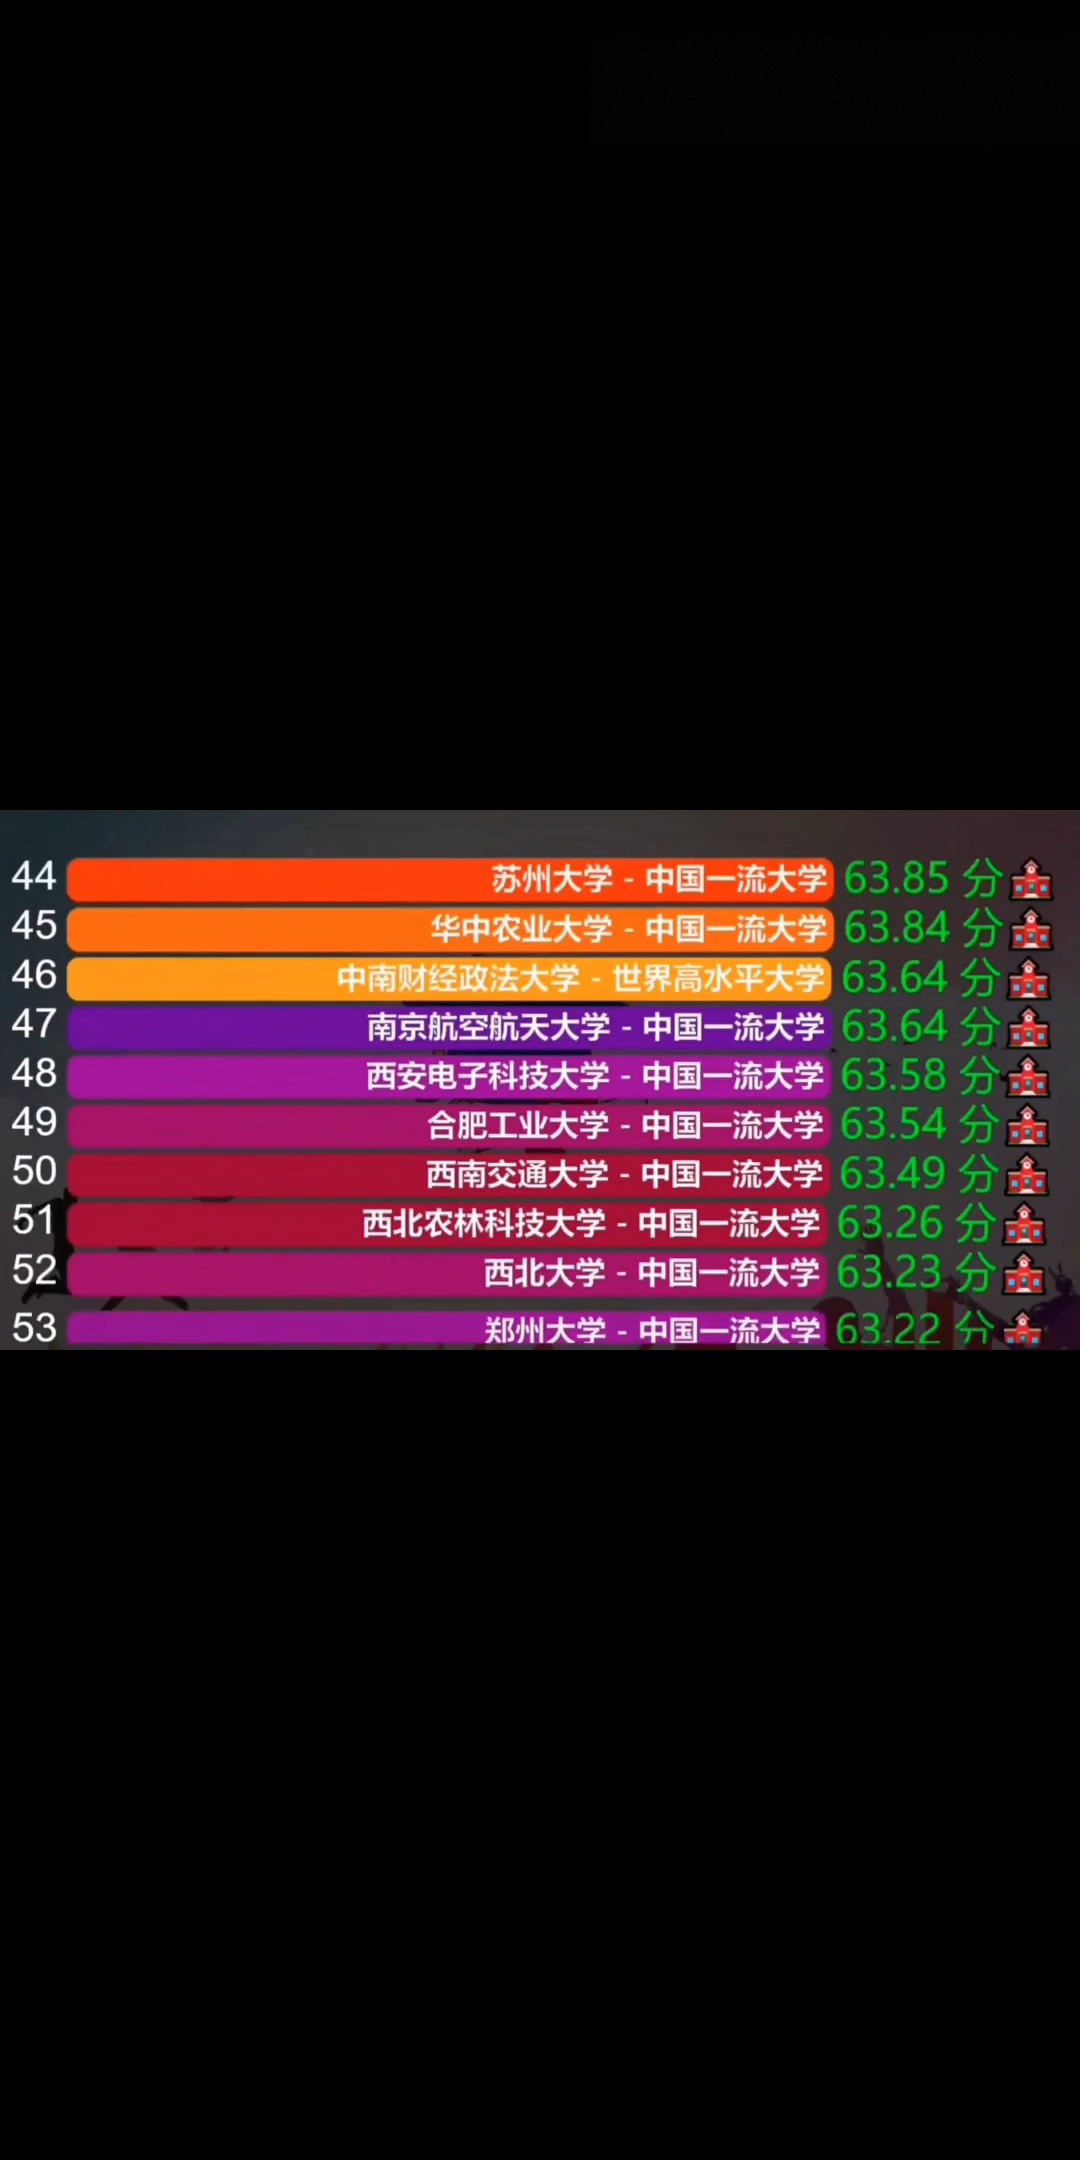 44 苏州大学 - 中国一流大学 63.85 分
45 华中农业大学 - 中国一流大学 63.84 分
46 中南财经政法大学 - 世界高水平大学 63.64 分
47 南京航空航天大学 - 中国一流大学 63.64 分
48 西安电子科技大学 - 中国一流大学 63.58 分
49 合肥工业大学 - 中国一流大学 63.54 分
50 西南交通大学 - 中国一流大学 63.49 分
51 西北农林科技大学 - 中国一流大学 63.26 分
52 西北大学 - 中国一流大学 63.23 分
53 郑州大学 - 中国一流大学 63.22 分